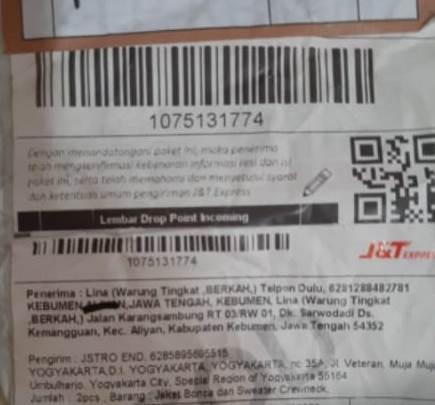 1075131774
Dengan menandatangani paket ini, maka penerima
telah mengkonfirmasi kebenaran informasi resi dan isi
paket ini, serta telah memahami dan menyetujui syarat
dan ketentuan umum pengiriman J&T Express
Lembar Drop Point Incoming
1075131774
J&T EXPRESS
Penerima : Lina (Warung Tingkat ,BERKAH,) Telpon Dulu, 6281288482781
KEBUMEN, JAWA TENGAH, KEBUMEN, Lina (Warung Tingkat
,BERKAH,) Jalan Karangsambung RT 03/RW 01, Dk. Sarwodadi Ds.
Kemangguan, Kec. Aliyan, Kabupaten Kebumen, Jawa Tengah 54352
Pengirim : JSTRO END, 6285895605515
YOGYAKARTA,D.I. YOGYAKARTA, YOGYAKARTA, no 35A, Jl. Veteran, Muja Muju
Umbulharjo, Yogyakarta City, Special Region of Yogyakarta 55164
Jumlah : 2pcs , Barang : Jaket Bonza dan Sweater Crewneck,